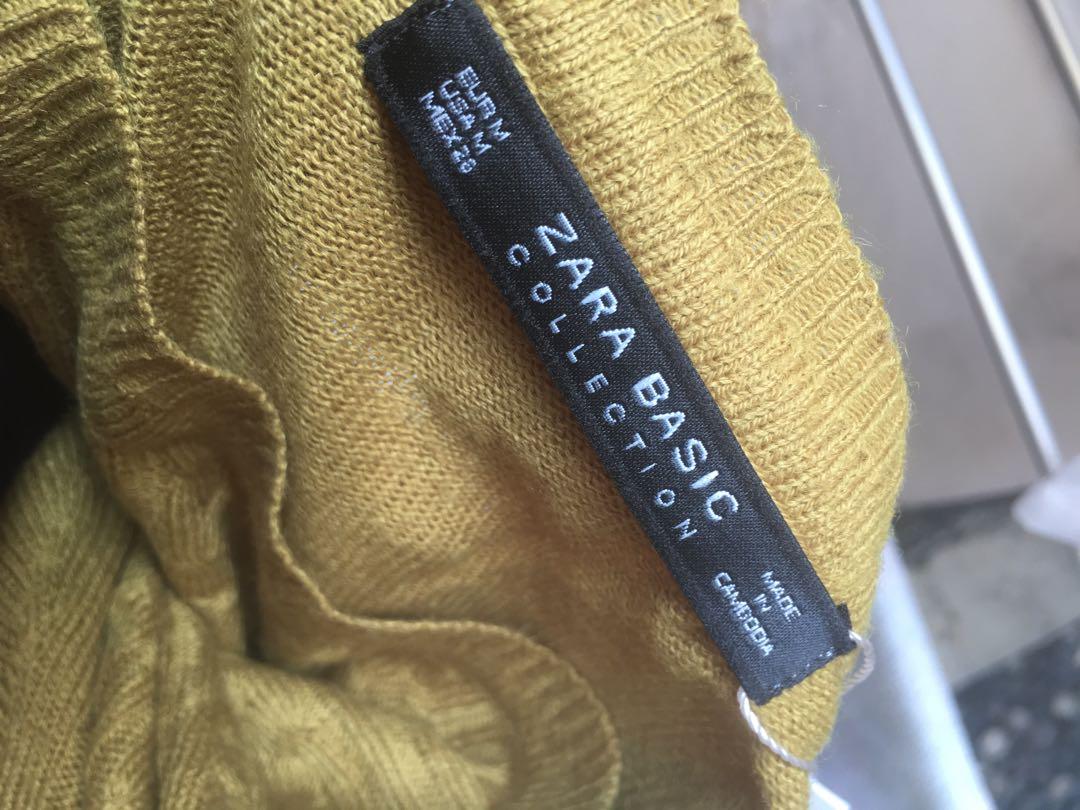 EUR M
USA M
MEX 28
ZARA BASIC
COLLECTION
MADE
IN
CAMBODIA